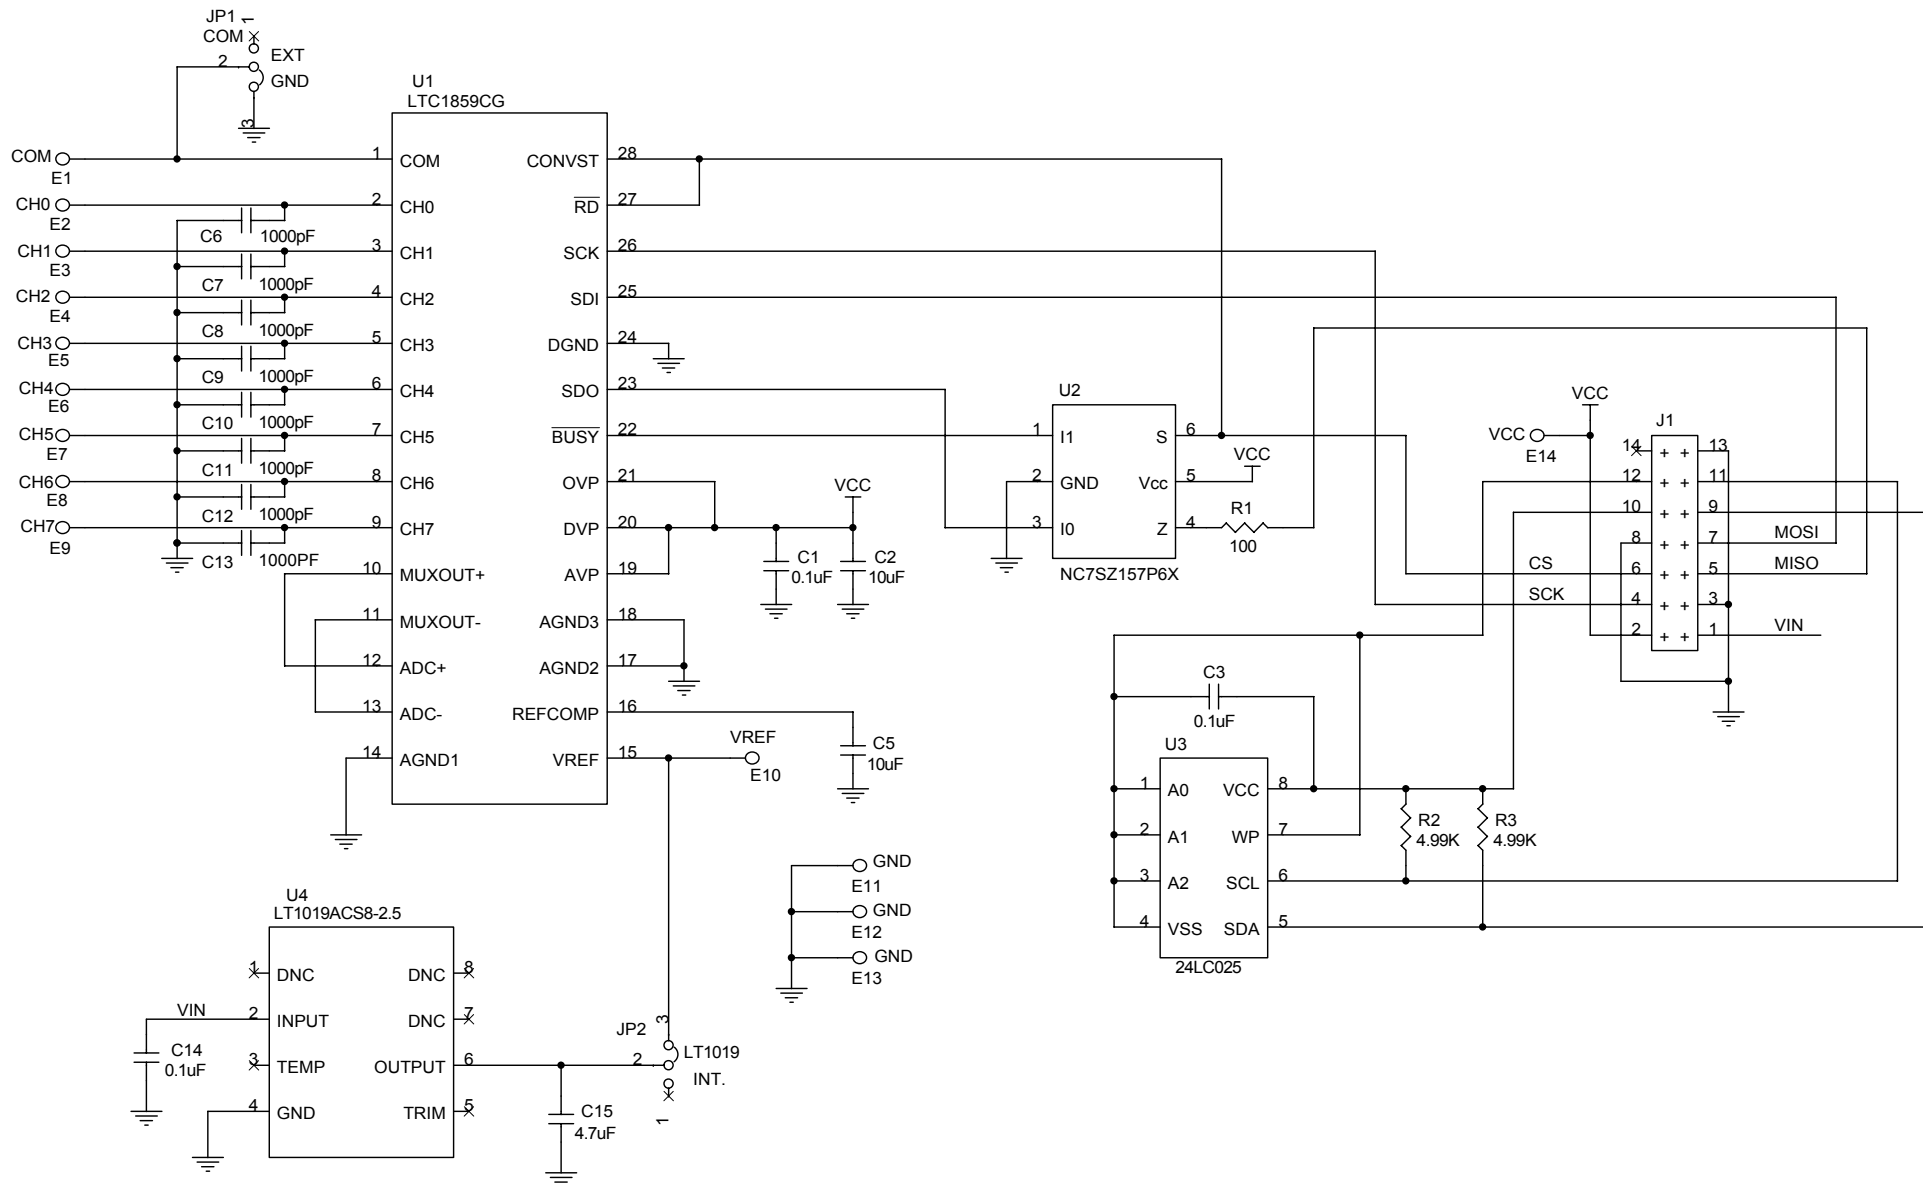 JP1
COM
1
2
EXT
GND
3
U1
LTC1859CG
COM
E1
1
COM
CONVST
28
CH0
E2
2
CH0
RD
27
C6
1000pF
CH1
E3
3
CH1
SCK
26
C7
1000pF
CH2
E4
4
CH2
SDI
25
C8
1000pF
CH3
E5
5
CH3
DGND
24
C9
1000pF
CH4
E6
6
CH4
SDO
23
C10
1000pF
CH5
E7
7
CH5
BUSY
22
C11
1000pF
CH6
E8
8
CH6
OVP
21
C12
1000pF
CH7
E9
9
CH7
DVP
20
C13
1000PF
10
MUXOUT+
AVP
19
11
MUXOUT-
AGND3
18
12
ADC+
AGND2
17
13
ADC-
REFCOMP
16
14
AGND1
VREF
15
VCC
C1
0.1uF
C2
10uF
C5
10uF
VREF
E10
U2
1
I1
S
6
2
GND
Vcc
5
VCC
3
I0
Z
4
NC7SZ157P6X
R1
100
VCC
VCC
E14
J1
14
+ +
13
12
+ +
11
10
+ +
9
8
+ +
7
MOSI
CS
6
+ +
5
MISO
SCK
4
+ +
3
2
+ +
1
VIN
C3
0.1uF
U3
1
A0
VCC
8
2
A1
WP
7
3
A2
SCL
6
4
VSS
SDA
5
24LC025
R2
4.99K
R3
4.99K
GND
E11
GND
E12
GND
E13
U4
LT1019ACS8-2.5
1
DNC
DNC
8
VIN
2
INPUT
DNC
7
3
TEMP
OUTPUT
6
4
GND
TRIM
5
C14
0.1uF
C15
4.7uF
JP2
3
2
LT1019
INT.
1